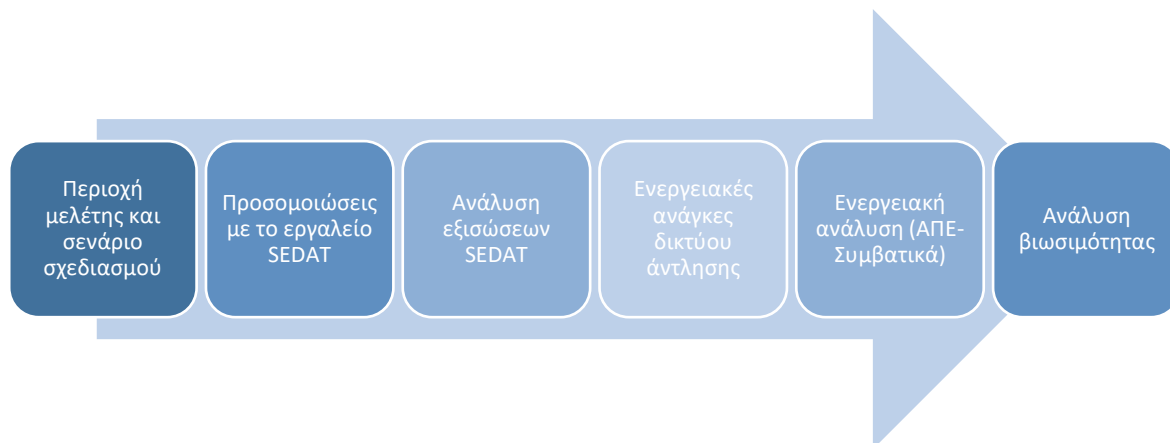 Περιοχή
μελέτης και
σενάριο
σχεδιασμού
Προσομοιώσεις
με το εργαλείο
SEDAT
Ανάλυση
εξισώσεων
SEDAT
Ενεργειακές
ανάγκες
δικτύου
άντλησης
Ενεργειακή
ανάλυση (ΑΠΕ-
Συμβατικά)
Ανάλυση
βιωσιμότητας